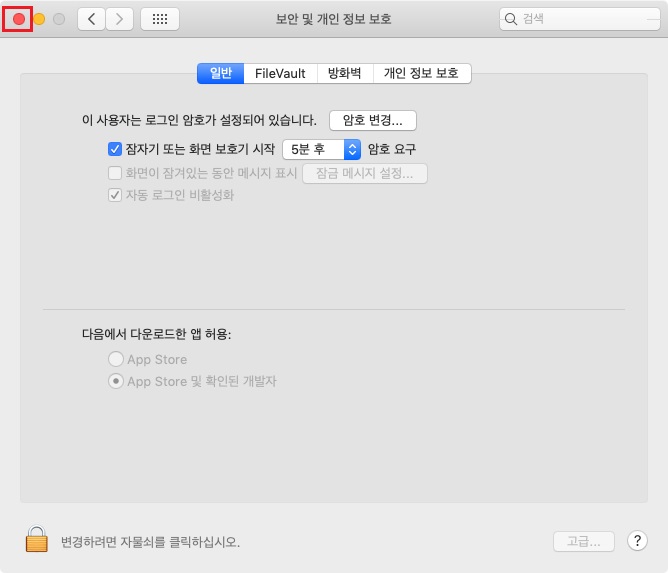 보안 및 개인 정보 보호
검색
일반 FileVault 방화벽 개인 정보 보호
이 사용자는 로그인 암호가 설정되어 있습니다. 암호 변경...
잠자기 또는 화면 보호기 시작 5분 후 암호 요구
화면이 잠겨있는 동안 메시지 표시 잠금 메시지 설정...
자동 로그인 비활성화
다음에서 다운로드한 앱 허용:
App Store
App Store 및 확인된 개발자
변경하려면 자물쇠를 클릭하십시오.
고급... ?